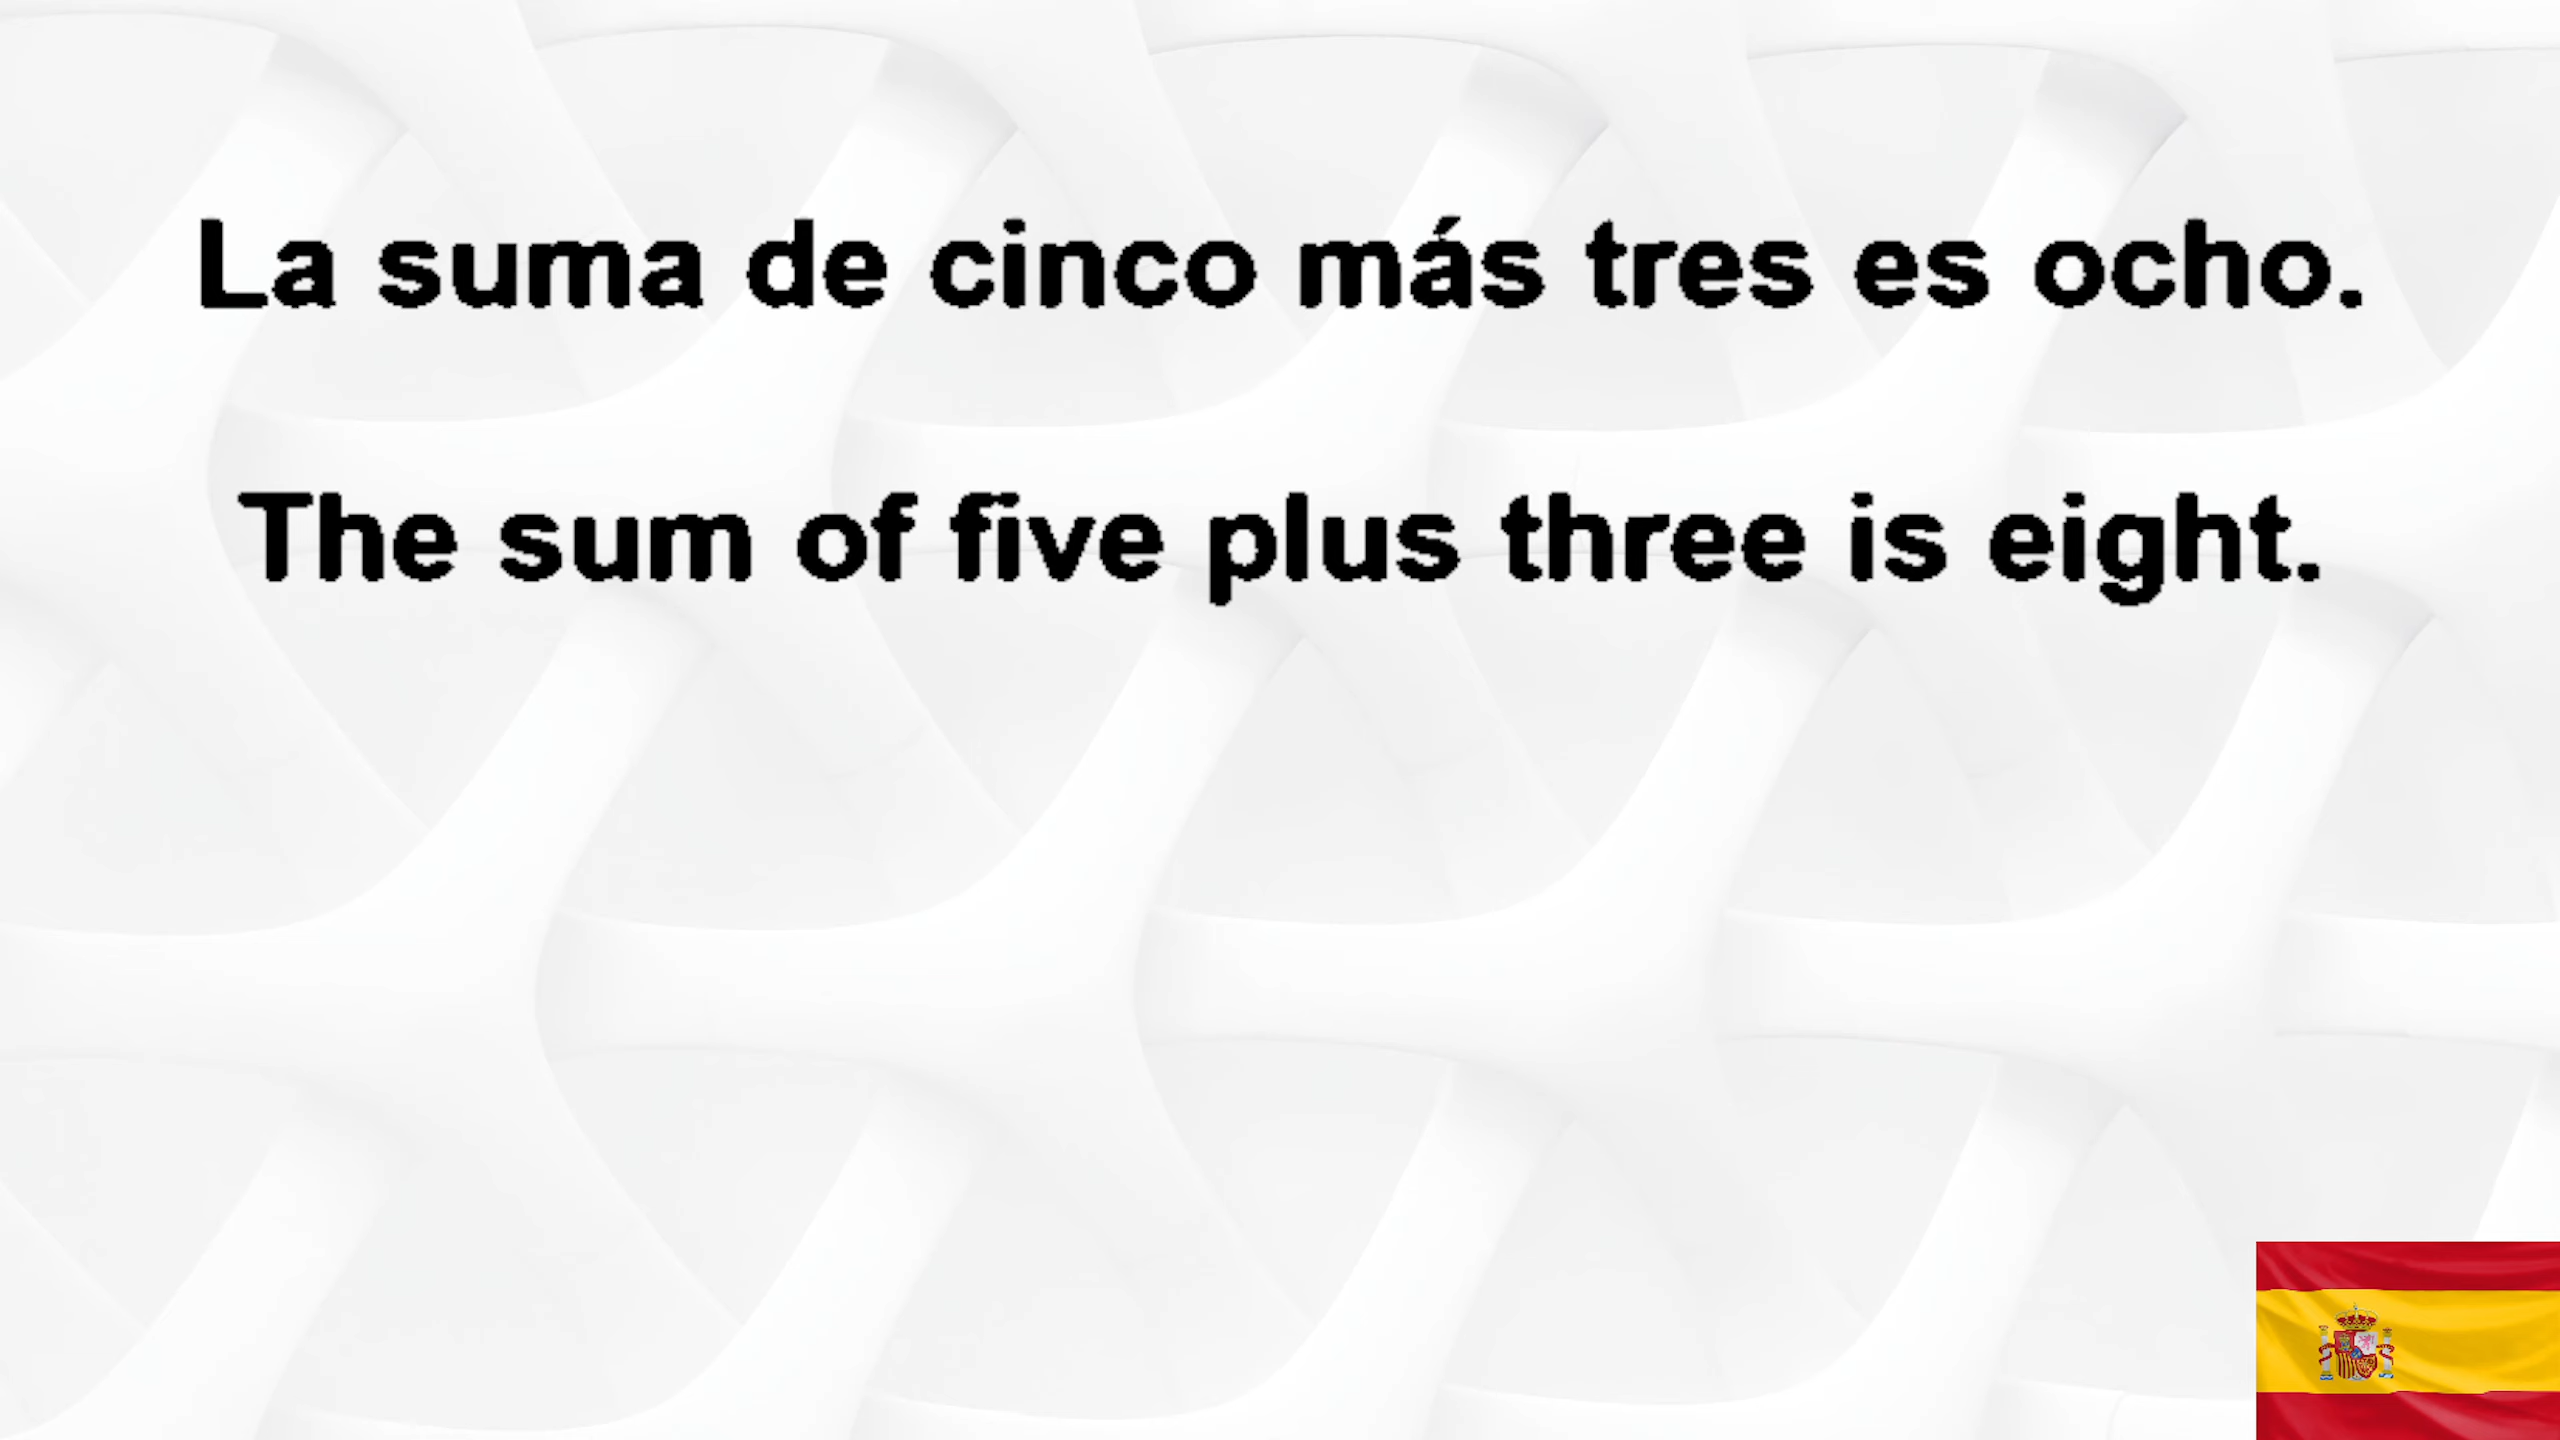 La suma de cinco más tres es ocho.
The sum of five plus three is eight.